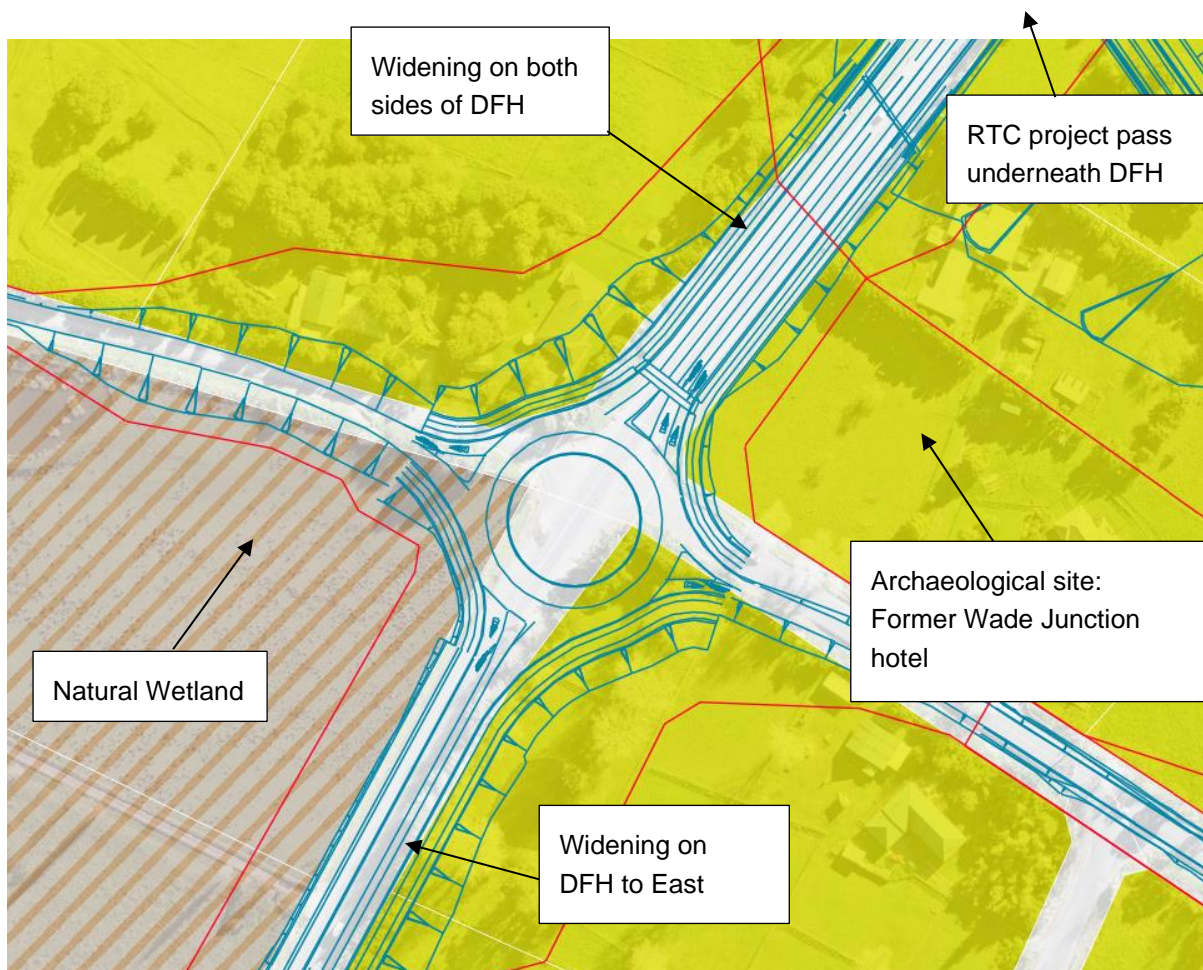 Widening on both
sides of DFH
RTC project pass
underneath DFH
Archaeological site:
Former Wade Junction
hotel
Natural Wetland
Widening on
DFH to East